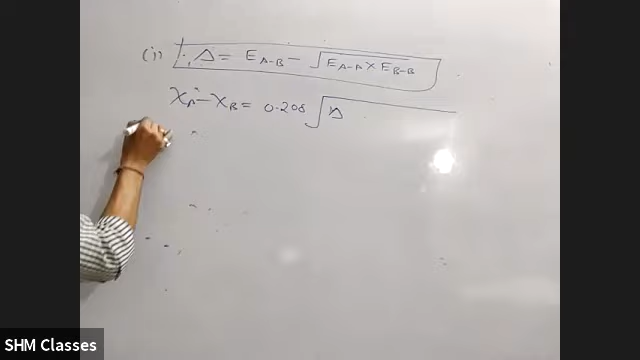 (i) ∴ Δ = E_A-B − √(E_A-A × E_B-B)
X_A − X_B = 0.208 √Δ
SHM Classes